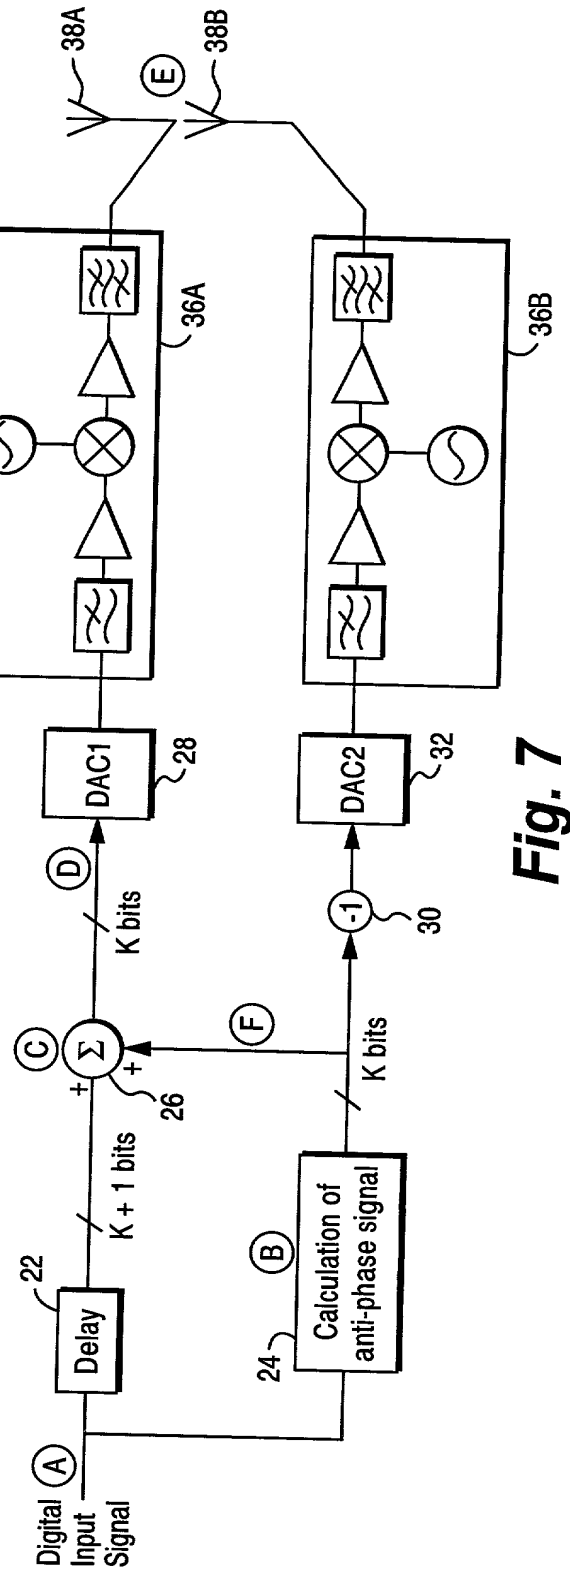 Digital
Input
Signal
A
22
Delay
K + 1 bits
+
+
C
Σ
26
D
K bits
DAC1
28
36A
38A
E
38B
24
B
Calculation of
anti-phase signal
K bits
F
-1
30
DAC2
32
36B
Fig. 7